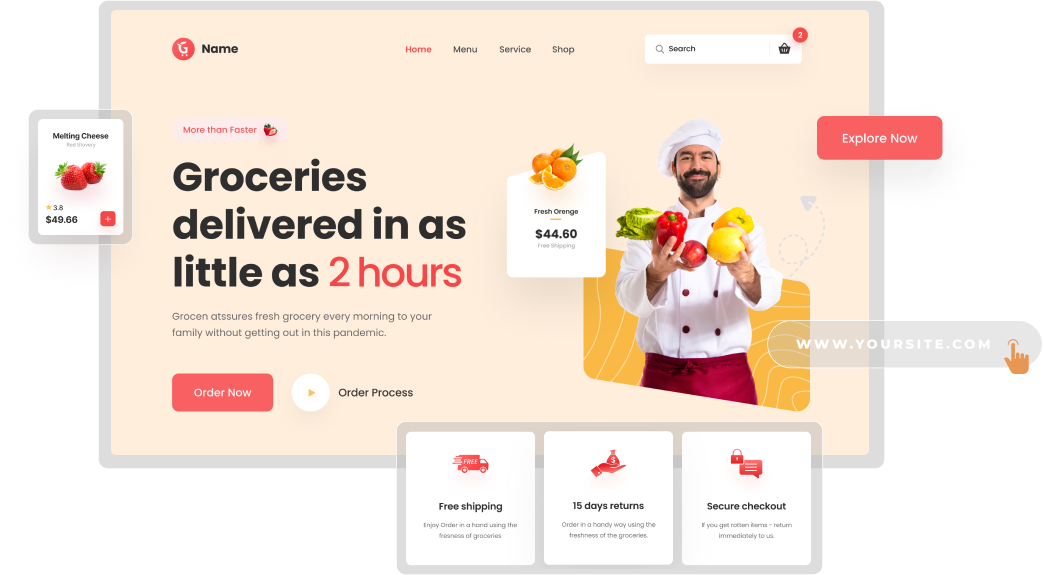 Name
Home Menu Service Shop
Search
2
More than Faster
Groceries
delivered in as
little as 2 hours
Grocen atssures fresh grocery every morning to your
family without getting out in this pandemic.
Order Now
Order Process
Melting Cheese
Red Stovery
3.8
$49.66
+
Fresh Orenge
$44.60
Free Shipping
Explore Now
WWW.YOURSITE.COM
FREE
Free shipping
Enjoy Order in a hand using the
fresness of groceries
$
15 days returns
Order in a handy way using the
freshness of the groceries.
Secure checkout
If you get rotten items - return
immediately to us.